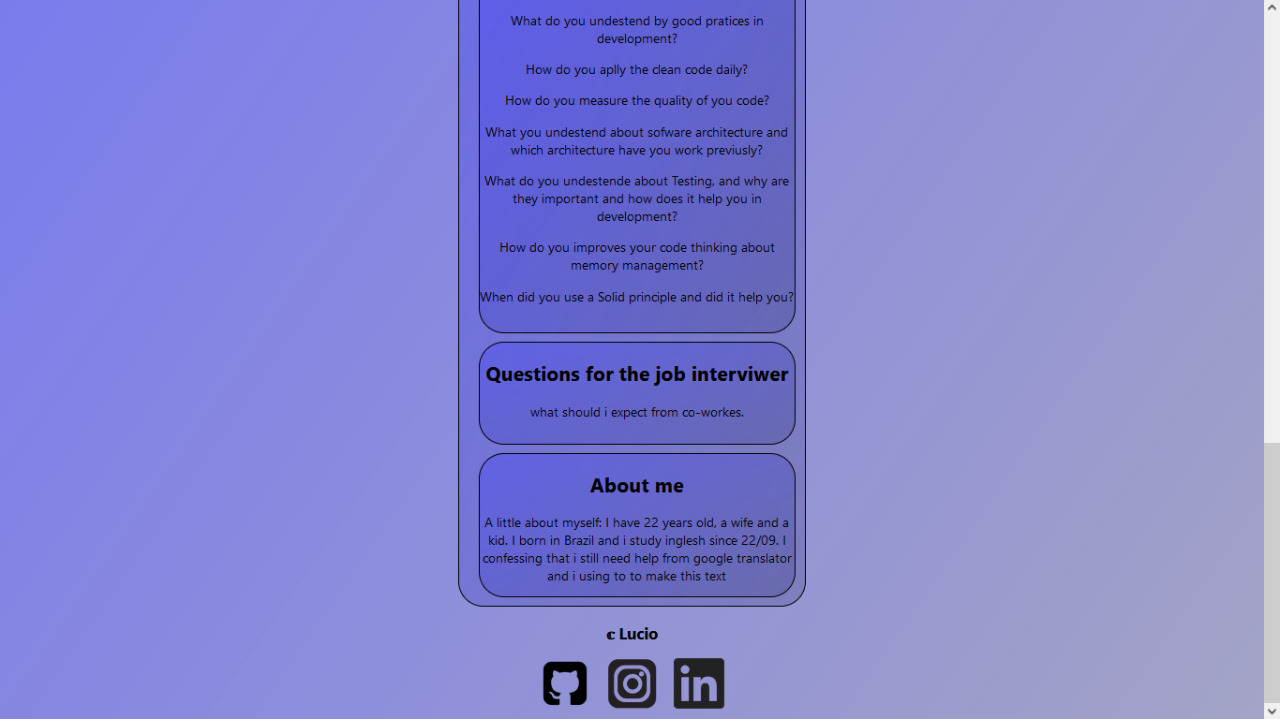 What do you undestend by good pratices in
development?
How do you aplly the clean code daily?
How do you measure the quality of you code?
What you undestend about sofware architecture and
which architecture have you work previusly?
What do you undestende about Testing, and why are
they important and how does it help you in
development?
How do you improves your code thinking about
memory management?
When did you use a Solid principle and did it help you?
Questions for the job interviwer
what should i expect from co-workes.
About me
A little about myself: I have 22 years old, a wife and a
kid. I born in Brazil and i study inglesh since 22/09. I
confessing that i still need help from google translator
and i using to to make this text
𝕔 Lucio
in